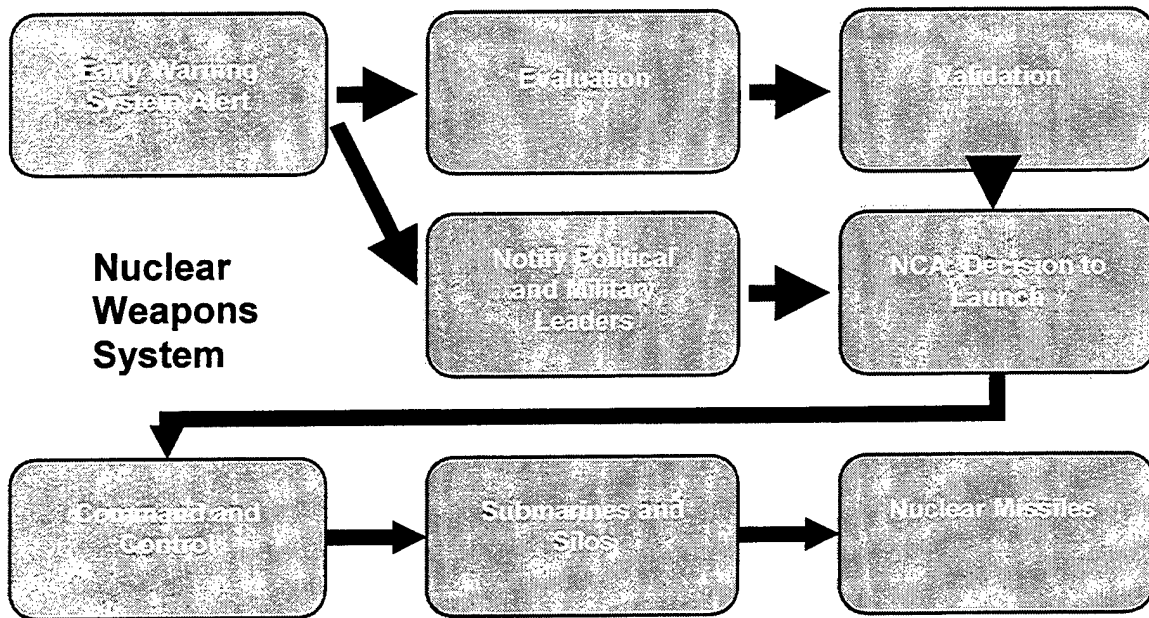 Early Warning
System Alert
Evaluation
Validation
Nuclear
Weapons
System
Notify Political
and Military
Leaders
NCA: Decision to
Launch
Command and
Control
Submarines and
Silos
Nuclear Missiles